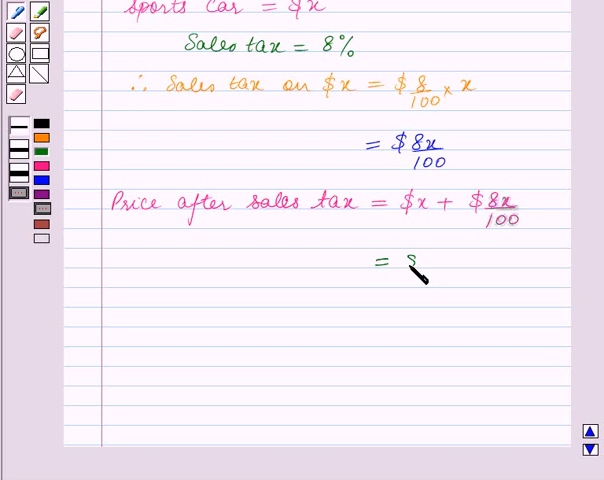 Sports Car = $x
Sales tax = 8%
∴ Sales tax on $x = $8/100 × x
= $8x/100
Price after sales tax = $x + $8x/100
=